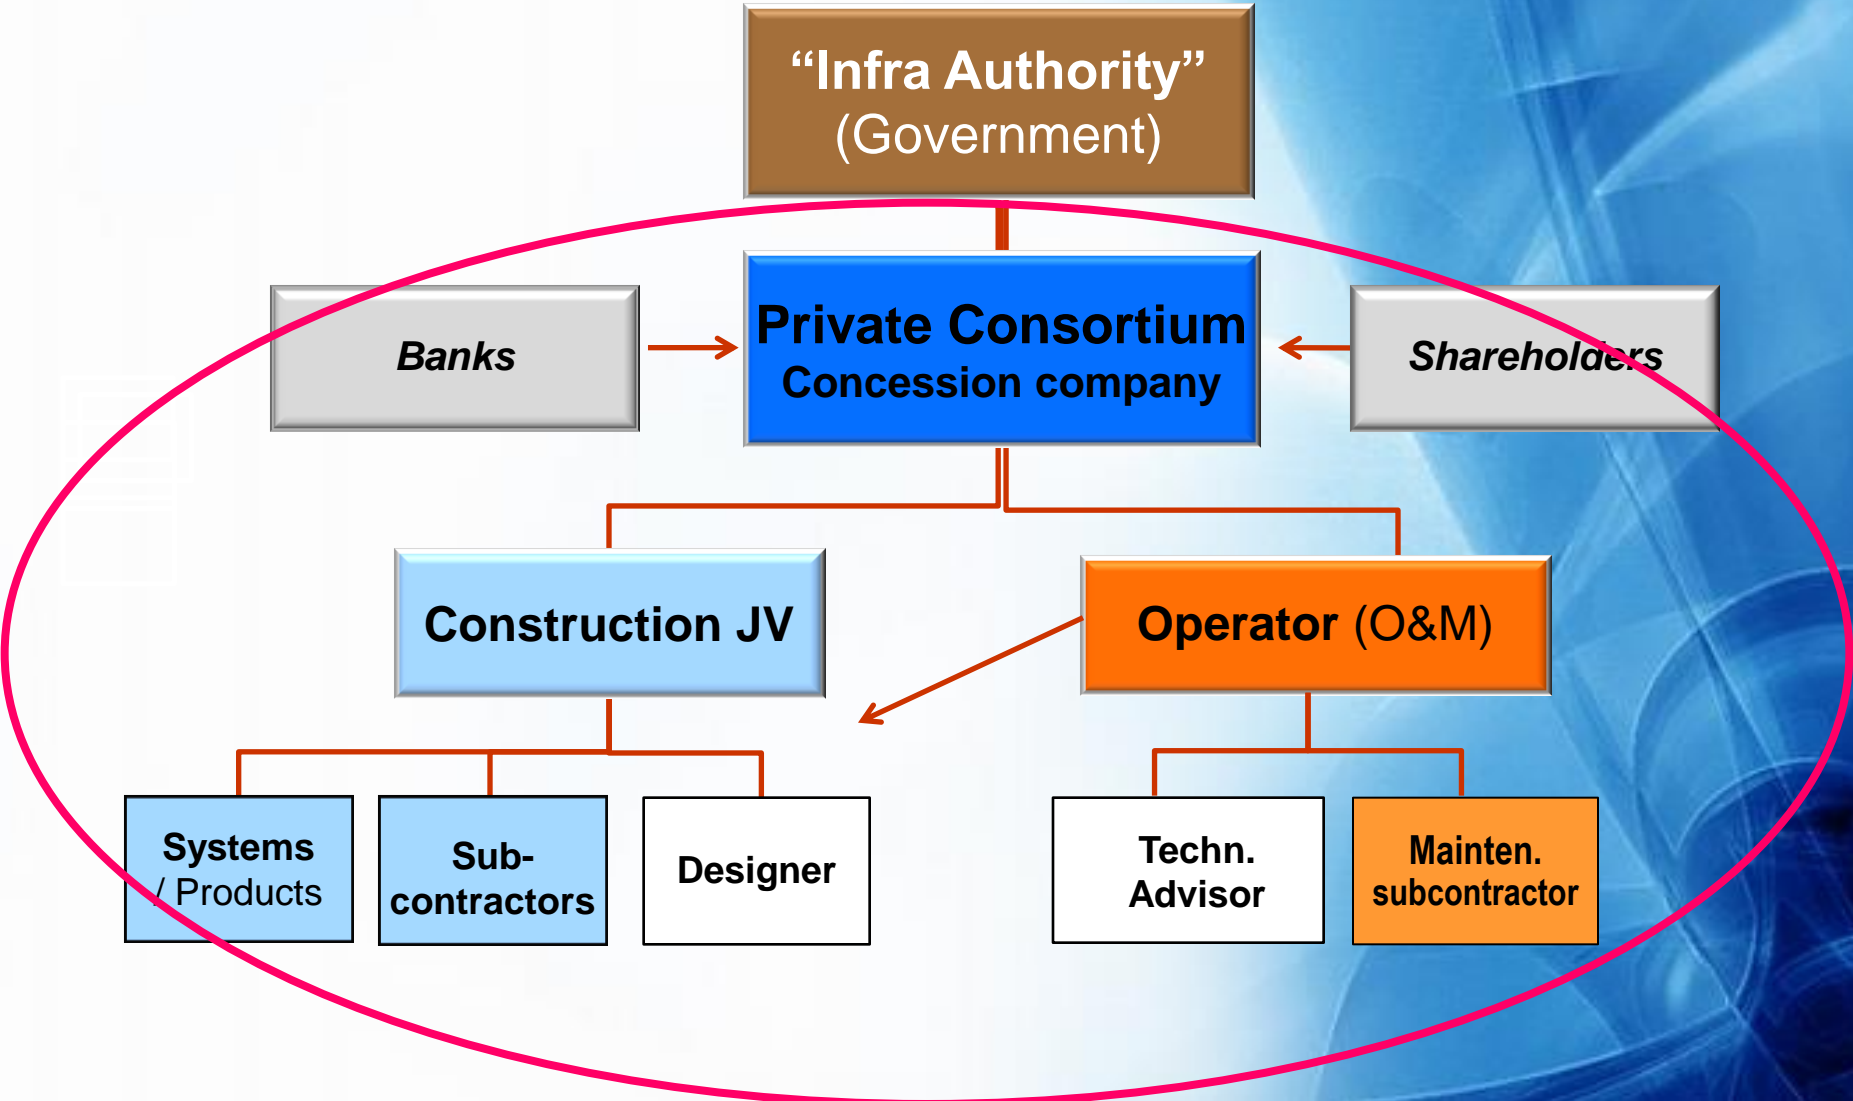 “Infra Authority”
(Government)
Banks
Private Consortium
Concession company
Shareholders
Construction JV
Operator (O&M)
Systems
/ Products
Sub-
contractors
Designer
Techn.
Advisor
Mainten.
subcontractor